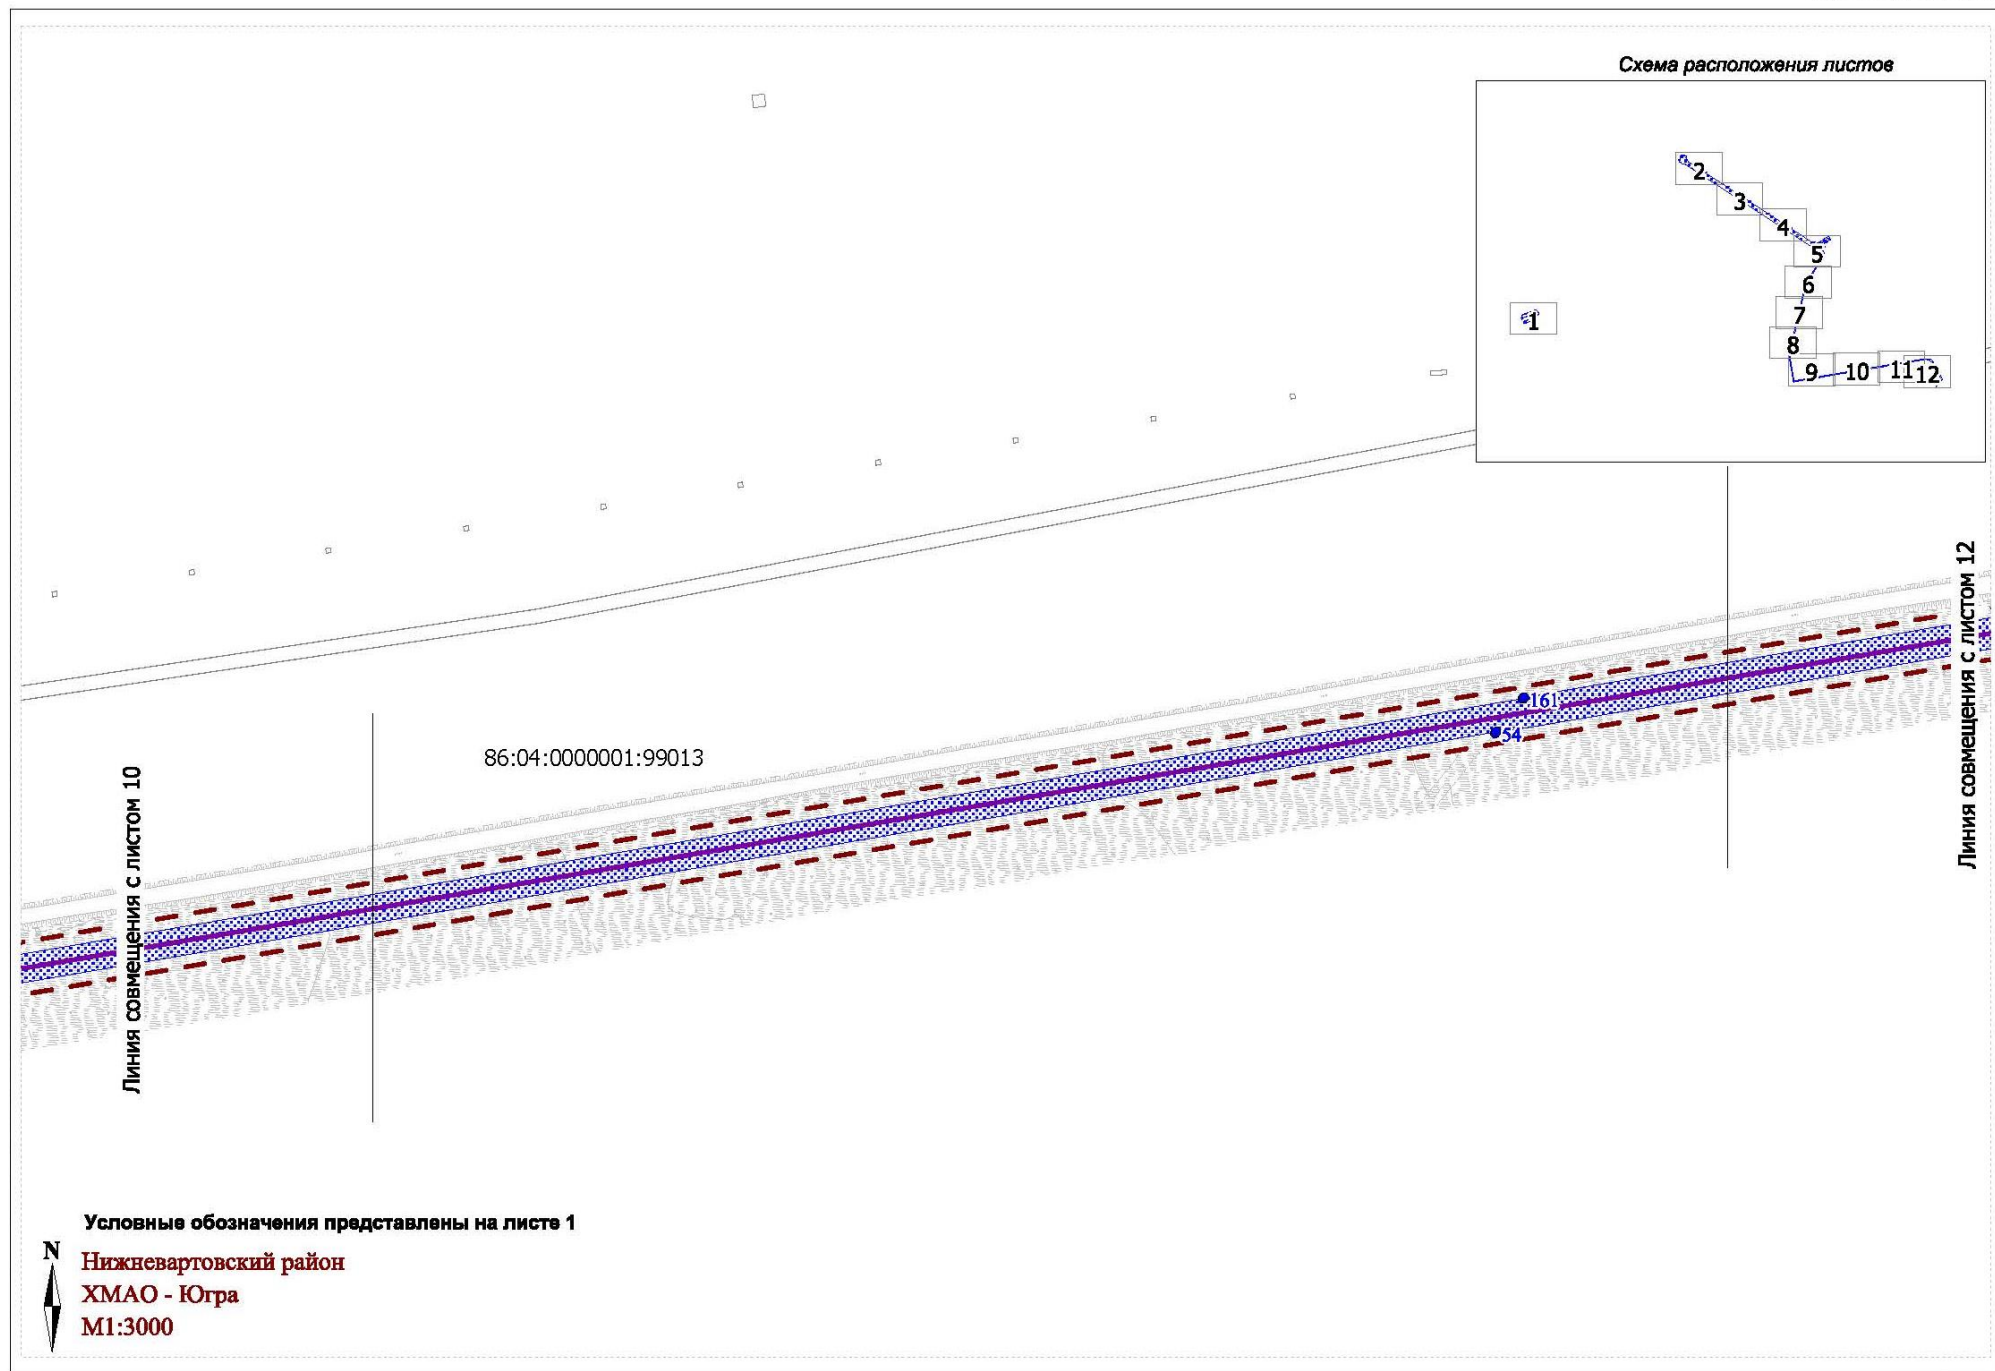 Схема расположения листов
2
3
4
5
6
7
8
1
9
10
11
12
Линия совмещения с листом 12
161
54
86:04:0000001:99013
Линия совмещения с листом 10
Условные обозначения представлены на листе 1
N
Нижневартовский район
ХМАО - Югра
М1:3000